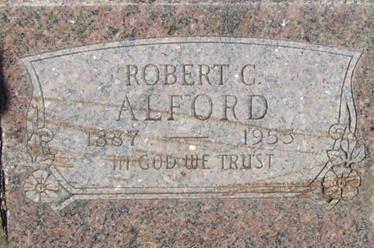 ROBERT C.
ALFORD
1887 — 1953
IN GOD WE TRUST